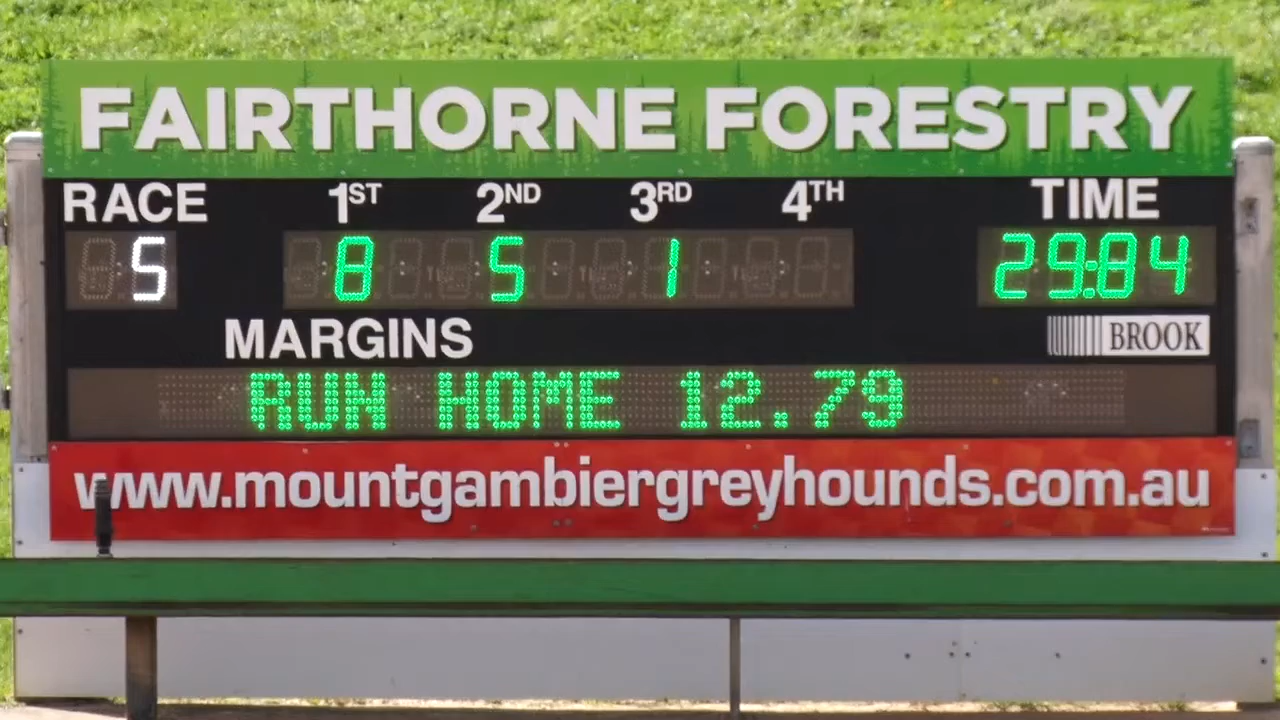 FAIRTHORNE FORESTRY
RACE 1ST 2ND 3RD 4TH TIME
5 8 5 1 29:84
MARGINS BROOK
RUN HOME 12.79
www.mountgambiergreyhounds.com.au